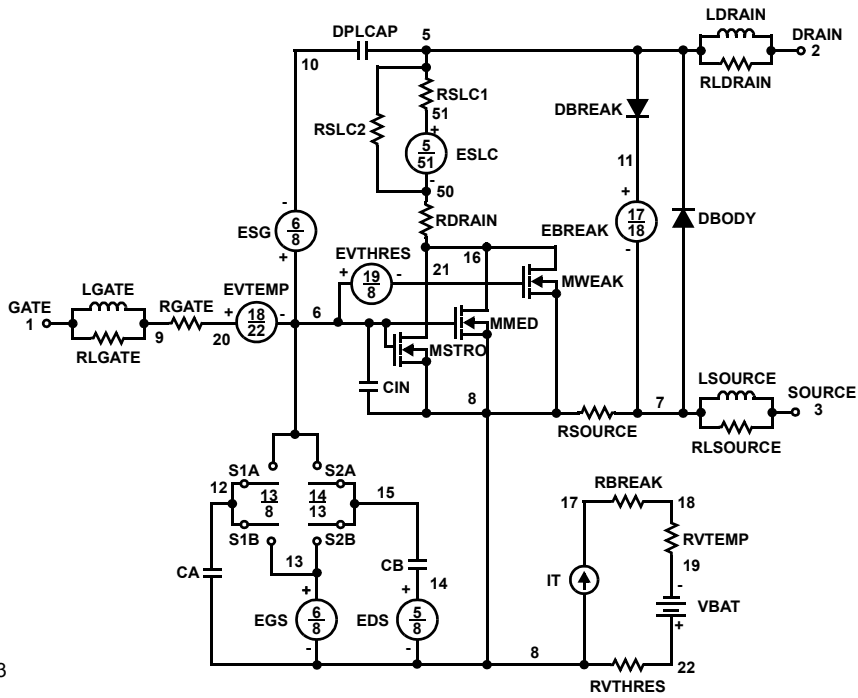 LDRAIN
DPLCAP 5 DRAIN
10 2
RLDRAIN
RSLC1
DBREAK
RSLC2 51
+
5
51
ESLC
11
-
50
- +
ESG 6
8
RDRAIN
EBREAK 17
18
DBODY
+ EVTHRES 16 -
+ 19
8
- 21
MWEAK
LGATE EVTEMP
GATE RGATE + 18
22
- 6
1 MMED
9 20
RLGATE MSTRO
LSOURCE
CIN 8 7 SOURCE
3
RSOURCE
RLSOURCE
S1A S2A
12 13
8
14
13
15 RBREAK
17 18
S1B S2B
RVTEMP
13 CB 19
CA IT -
+ + 14
VBAT
EGS 6
8
EDS 5
8
+
- - 8 22
RVTHRES
3